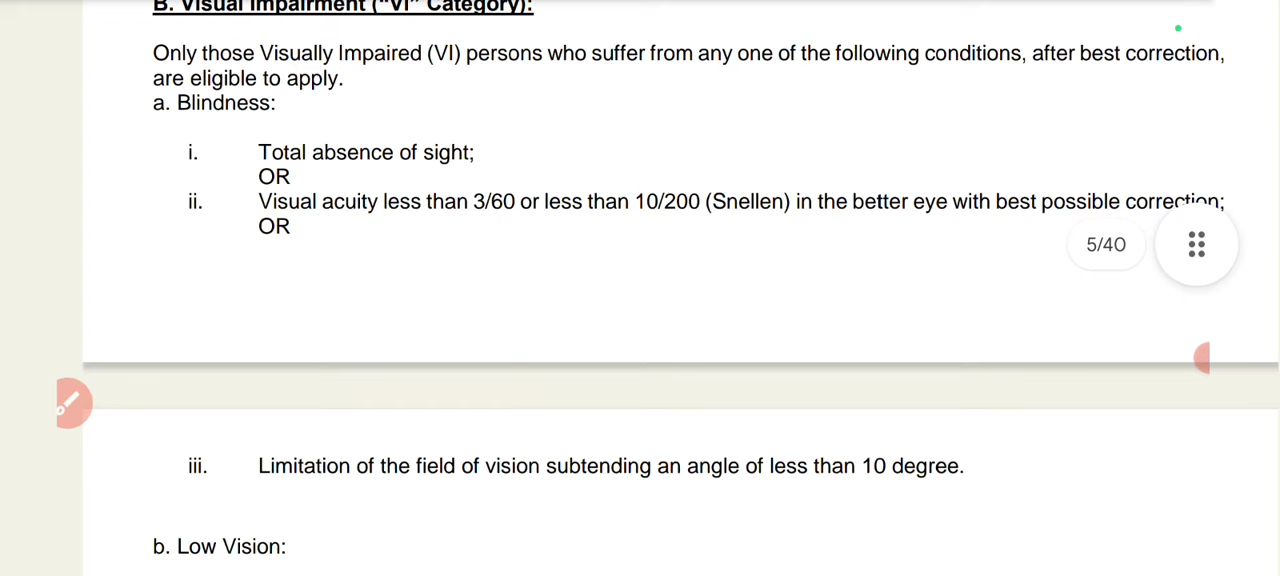 B. Visual Impairment ("VI" Category):
Only those Visually Impaired (VI) persons who suffer from any one of the following conditions, after best correction,
are eligible to apply.
a. Blindness:
i. Total absence of sight;
OR
ii. Visual acuity less than 3/60 or less than 10/200 (Snellen) in the better eye with best possible correction;
OR
5/40
iii. Limitation of the field of vision subtending an angle of less than 10 degree.
b. Low Vision: